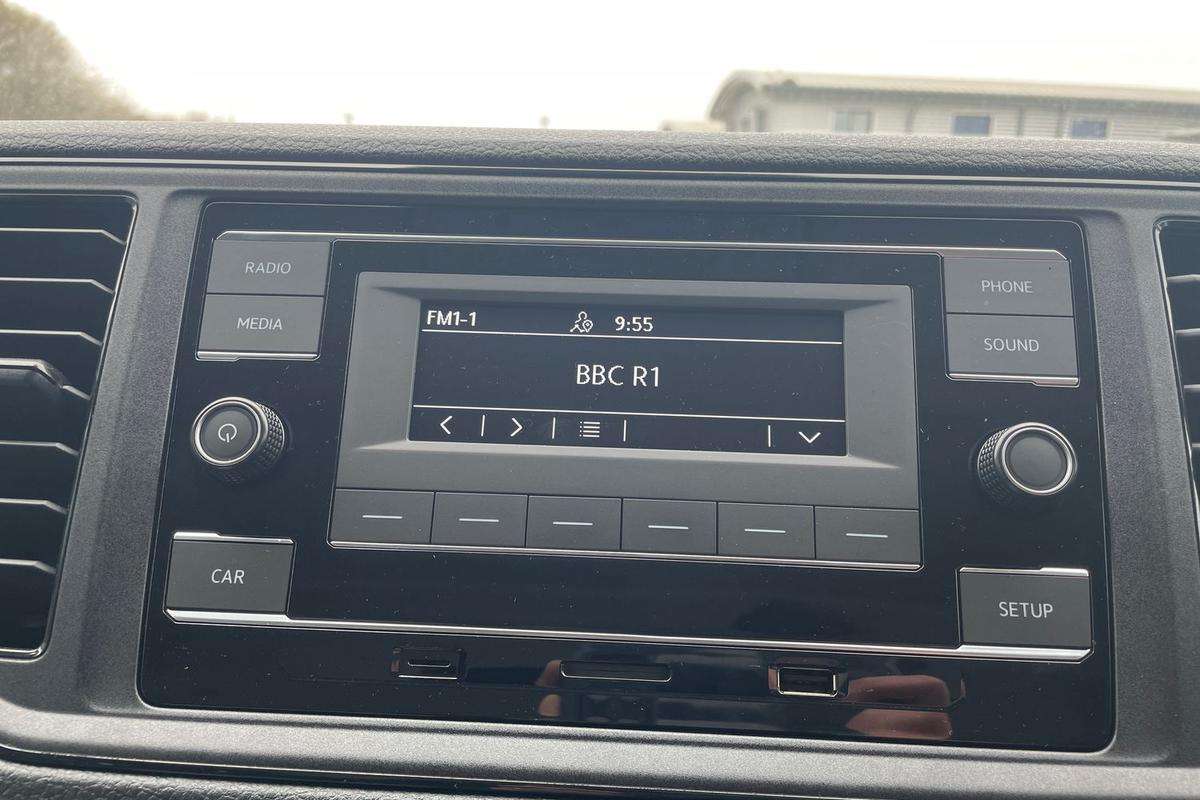 RADIO
MEDIA
PHONE
SOUND
FM1-1 9:55
BBC R1
CAR
SETUP